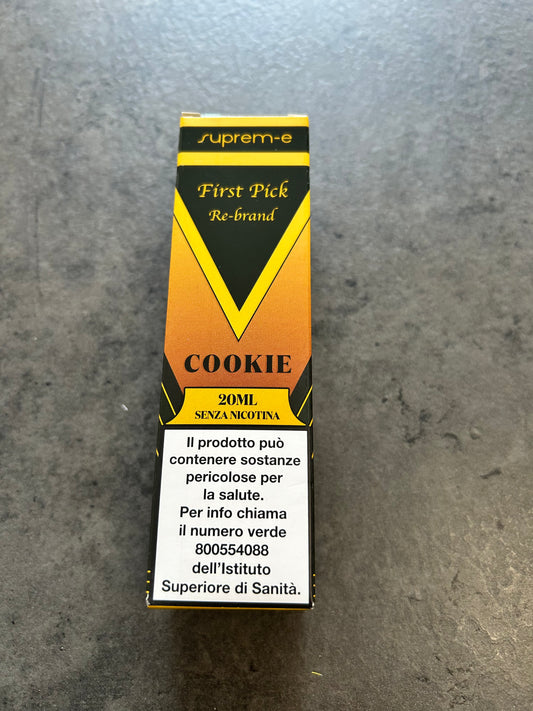 suprem-e
First Pick
Re-brand
COOKIE
20ML
SENZA NICOTINA
Il prodotto può
contenere sostanze
pericolose per
la salute.
Per info chiama
il numero verde
800554088
dell'Istituto
Superiore di Sanità.